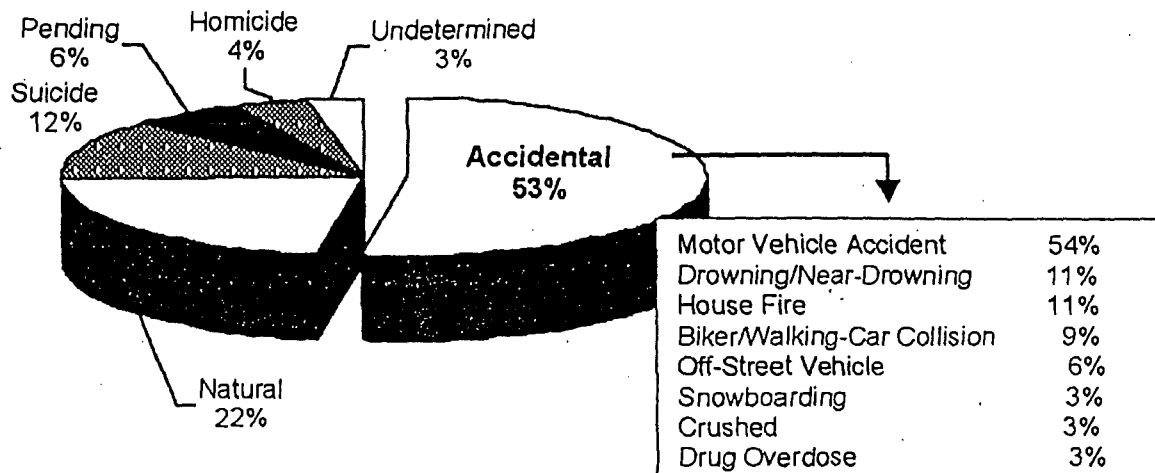 Pending
6%
Homicide
4%
Undetermined
3%
Suicide
12%
Accidental
53%
Natural
22%
Motor Vehicle Accident 54%
Drowning/Near-Drowning 11%
House Fire 11%
Biker/Walking-Car Collision 9%
Off-Street Vehicle 6%
Snowboarding 3%
Crushed 3%
Drug Overdose 3%